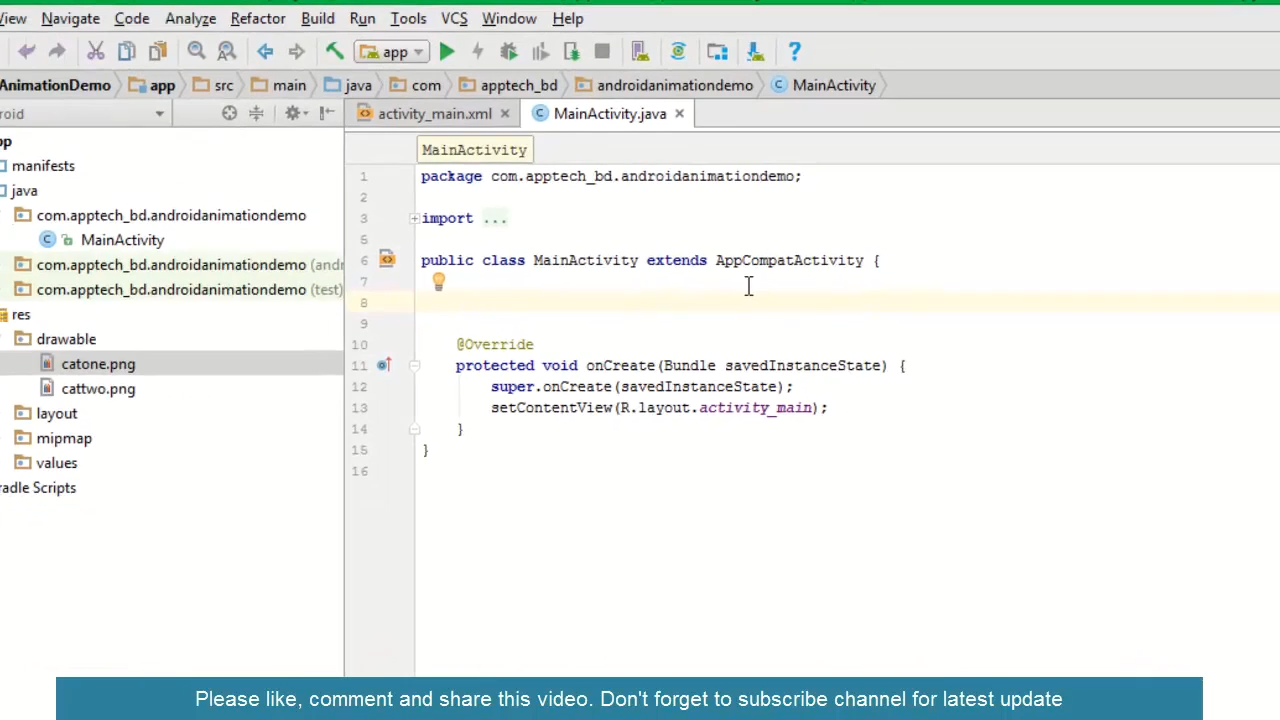 View Navigate Code Analyze Refactor Build Run Tools VCS Window Help
app
AnimationDemo app src main java com apptech_bd androidanimationdemo MainActivity
roid activity_main.xml MainActivity.java
MainActivity
pp
manifests
java
com.apptech_bd.androidanimationdemo
MainActivity
com.apptech_bd.androidanimationdemo (andr
com.apptech_bd.androidanimationdemo (test)
res
drawable
catone.png
cattwo.png
layout
mipmap
values
radle Scripts
1 package com.apptech_bd.androidanimationdemo;
2
3 import ...
5
6 public class MainActivity extends AppCompatActivity {
7
8
9
10 @Override
11 protected void onCreate(Bundle savedInstanceState) {
12 super.onCreate(savedInstanceState);
13 setContentView(R.layout.activity_main);
14 }
15 }
16
Please like, comment and share this video. Don't forget to subscribe channel for latest update